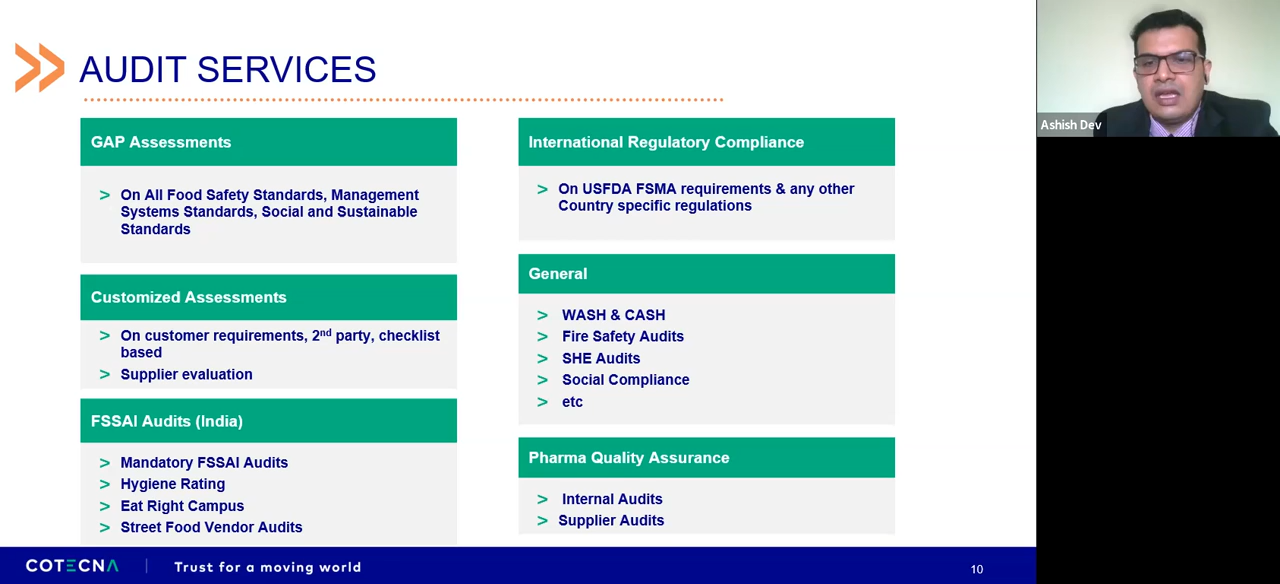 AUDIT SERVICES
GAP Assessments
> On All Food Safety Standards, Management
Systems Standards, Social and Sustainable
Standards
Customized Assessments
> On customer requirements, 2nd party, checklist
based
> Supplier evaluation
FSSAI Audits (India)
> Mandatory FSSAI Audits
> Hygiene Rating
> Eat Right Campus
> Street Food Vendor Audits
International Regulatory Compliance
> On USFDA FSMA requirements & any other
Country specific regulations
General
> WASH & CASH
> Fire Safety Audits
> SHE Audits
> Social Compliance
> etc
Pharma Quality Assurance
> Internal Audits
> Supplier Audits
COTECNA | Trust for a moving world
10
Ashish Dev